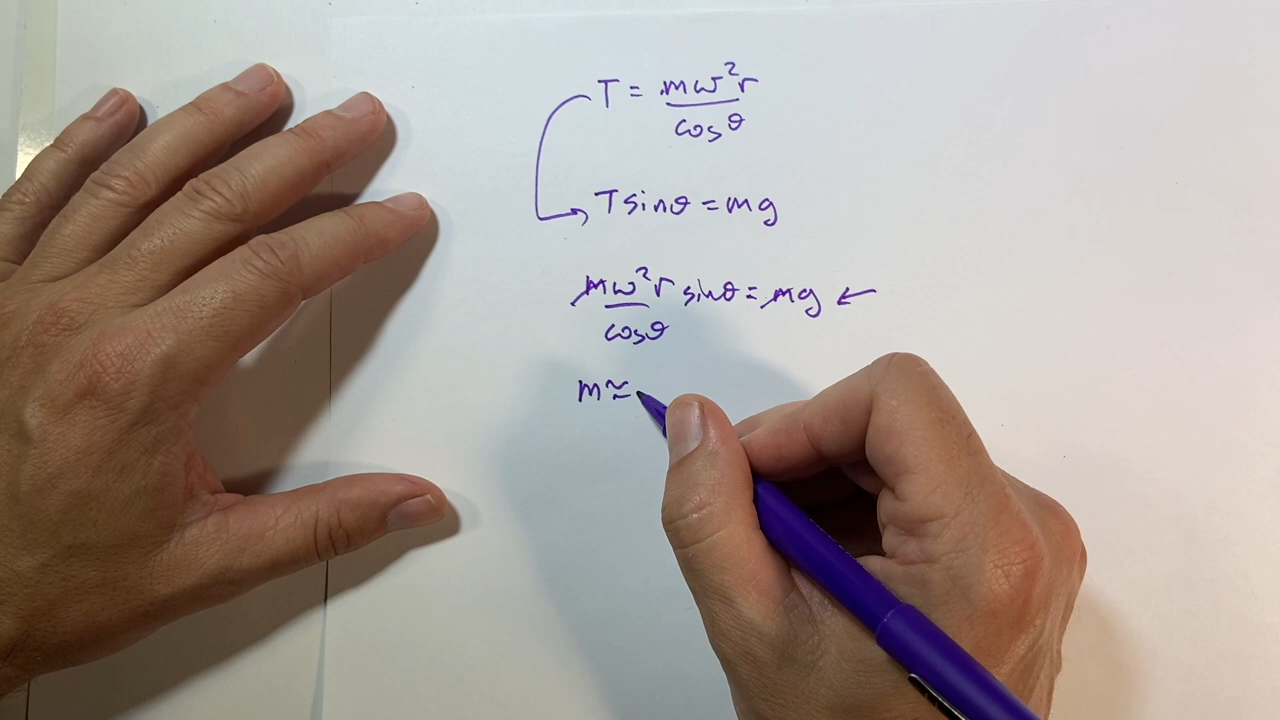 T = mω²r / cosθ
Tsinθ = mg
mω²r / cosθ sinθ = mg ←
m ≅